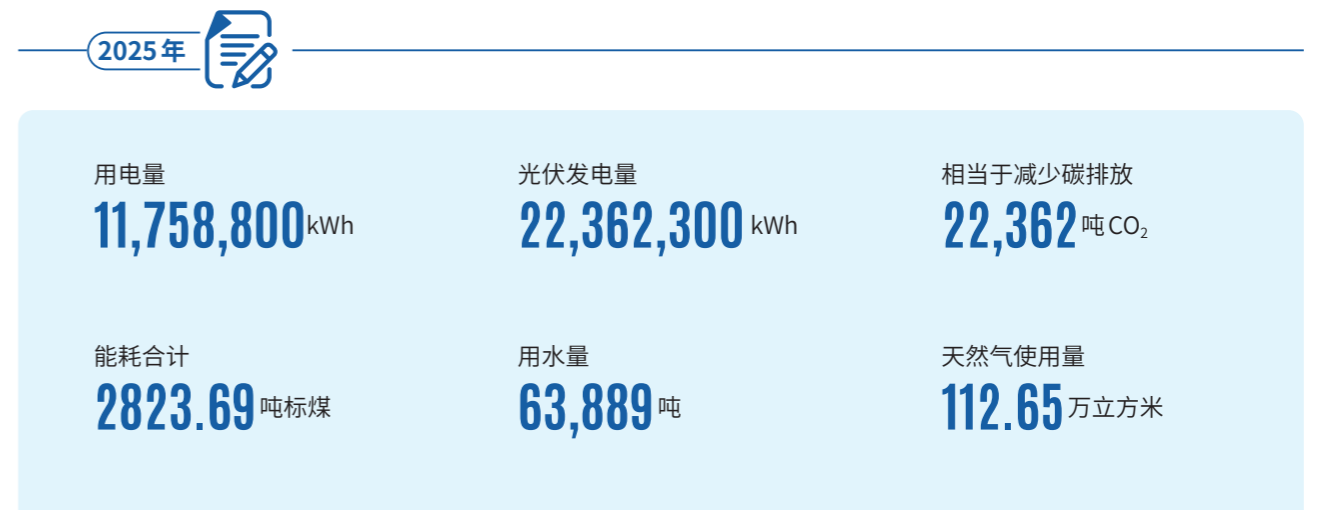 2025年
用电量
11,758,800kWh
光伏发电量
22,362,300 kWh
相当于减少碳排放
22,362吨CO₂
能耗合计
2823.69吨标煤
用水量
63,889吨
天然气使用量
112.65万立方米